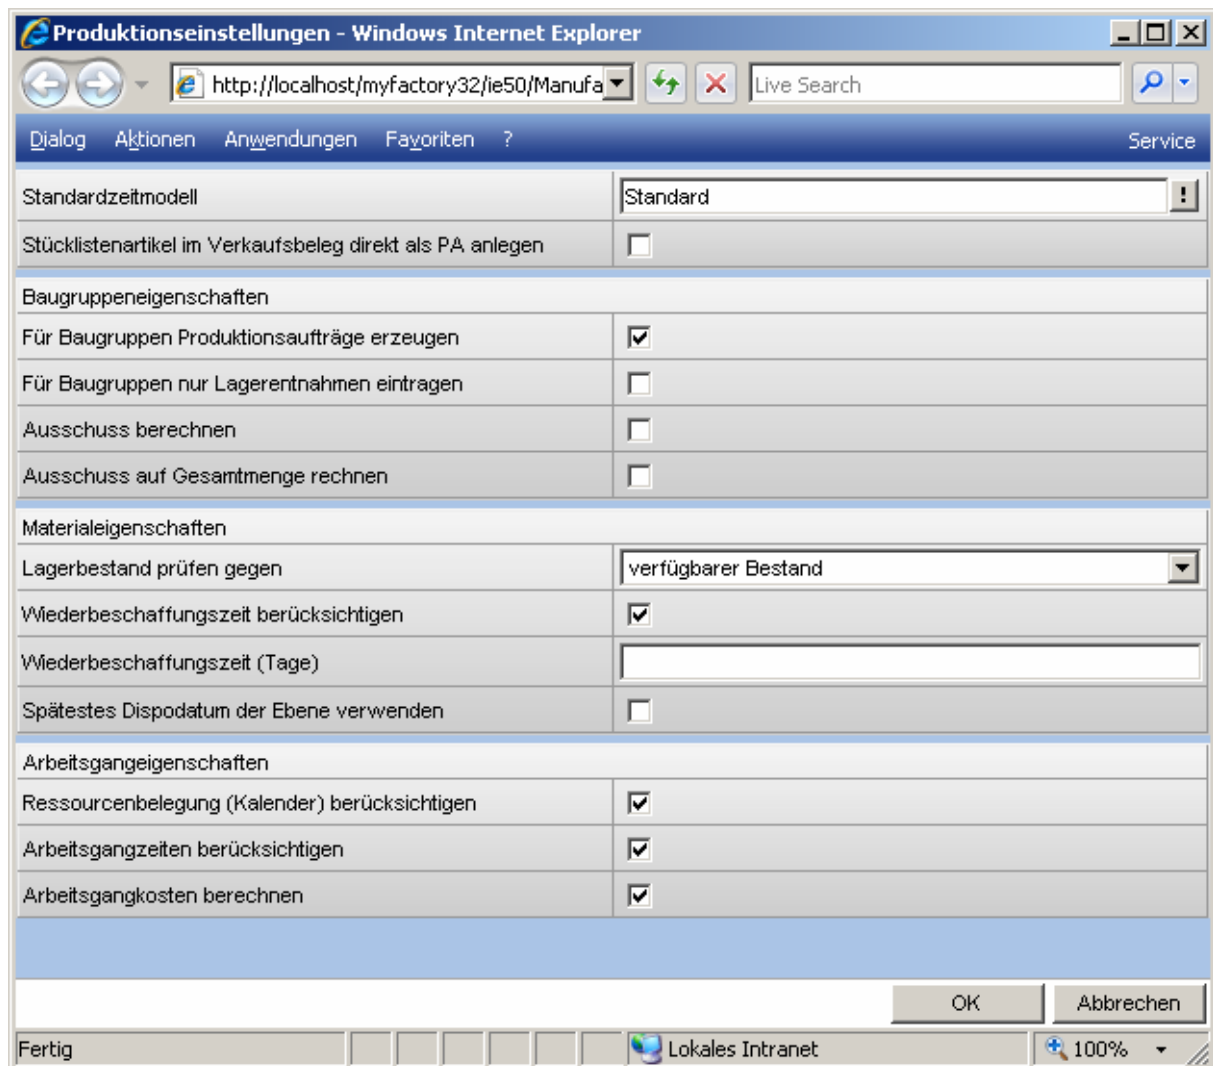 Produktionseinstellungen - Windows Internet Explorer
http://localhost/myfactory32/ie50/Manufa Live Search
Dialog Aktionen Anwendungen Favoriten ? Service
Standardzeitmodell Standard !
Stücklistenartikel im Verkaufsbeleg direkt als PA anlegen
Baugruppeneigenschaften
Für Baugruppen Produktionsaufträge erzeugen
Für Baugruppen nur Lagerentnahmen eintragen
Ausschuss berechnen
Ausschuss auf Gesamtmenge rechnen
Materialeigenschaften
Lagerbestand prüfen gegen verfügbarer Bestand
Wiederbeschaffungszeit berücksichtigen
Wiederbeschaffungszeit (Tage)
Spätestes Dispodatum der Ebene verwenden
Arbeitsgangeigenschaften
Ressourcenbelegung (Kalender) berücksichtigen
Arbeitsgangzeiten berücksichtigen
Arbeitsgangkosten berechnen
OK Abbrechen
Fertig Lokales Intranet 100%